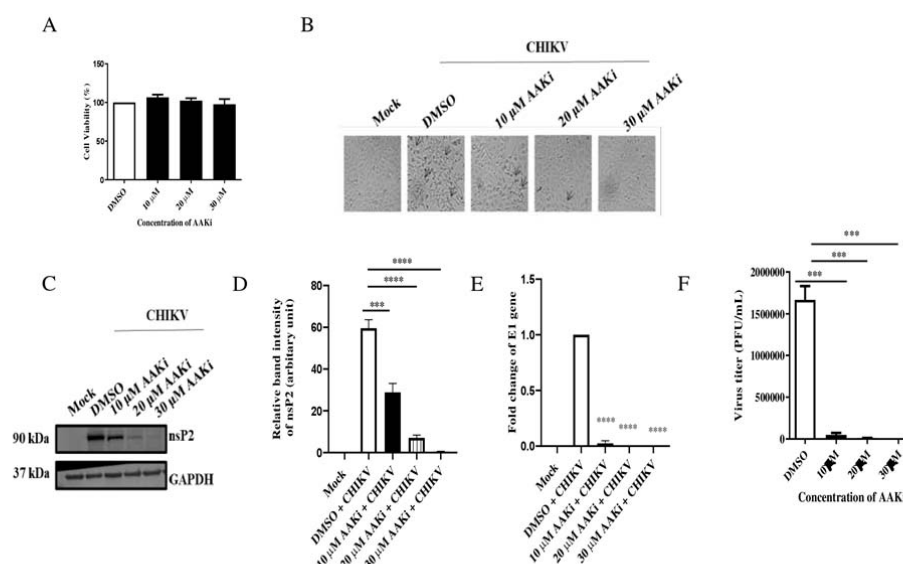 A
150
100
50
0
Cell Viability (%)
DMSO
10 µM
20 µM
30 µM
Concentration of AAKi
B
CHIKV
Mock
DMSO
10 µM AAKi
20 µM AAKi
30 µM AAKi
C
CHIKV
Mock
DMSO
10 µM AAKi
20 µM AAKi
30 µM AAKi
90 kDa
nsP2
37 kDa
GAPDH
D
****
****
***
80
60
40
20
0
Relative band intensity
of nsP2 (arbitary unit)
Mock
DMSO + CHIKV
10 µM AAKi + CHIKV
20 µM AAKi + CHIKV
30 µM AAKi + CHIKV
E
1.5
1.0
0.5
0.0
Fold change of E1 gene
****
****
****
Mock
DMSO + CHIKV
10 µM AAKi + CHIKV
20 µM AAKi + CHIKV
30 µM AAKi + CHIKV
F
***
***
***
2000000
1500000
1000000
500000
0
Virus titer (PFU/mL)
DMSO
10µM
20µM
30µM
Concentration of AAKi